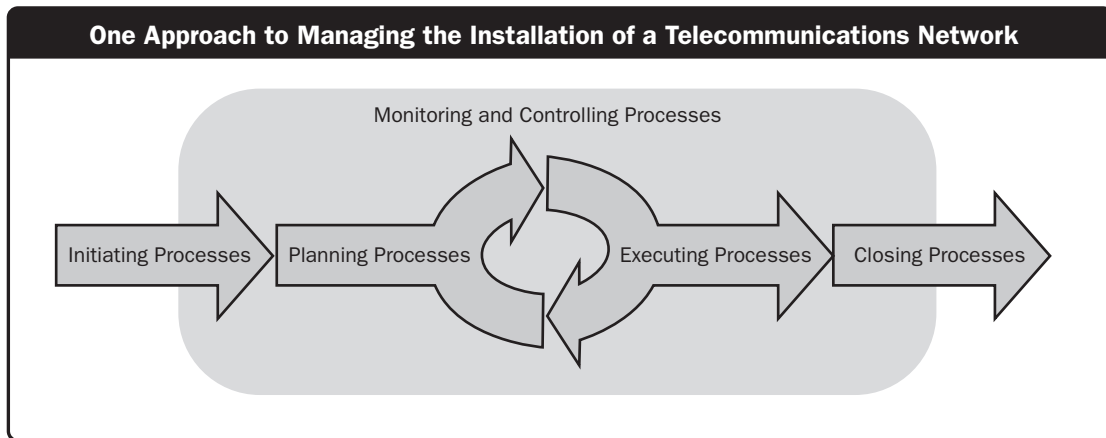 One Approach to Managing the Installation of a Telecommunications Network
Monitoring and Controlling Processes
Initiating Processes
Planning Processes
Executing Processes
Closing Processes